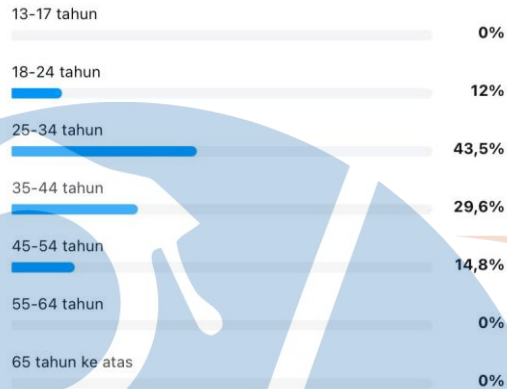 13-17 tahun
0%
18-24 tahun
12%
25-34 tahun
43,5%
35-44 tahun
29,6%
45-54 tahun
14,8%
55-64 tahun
0%
65 tahun ke atas
0%